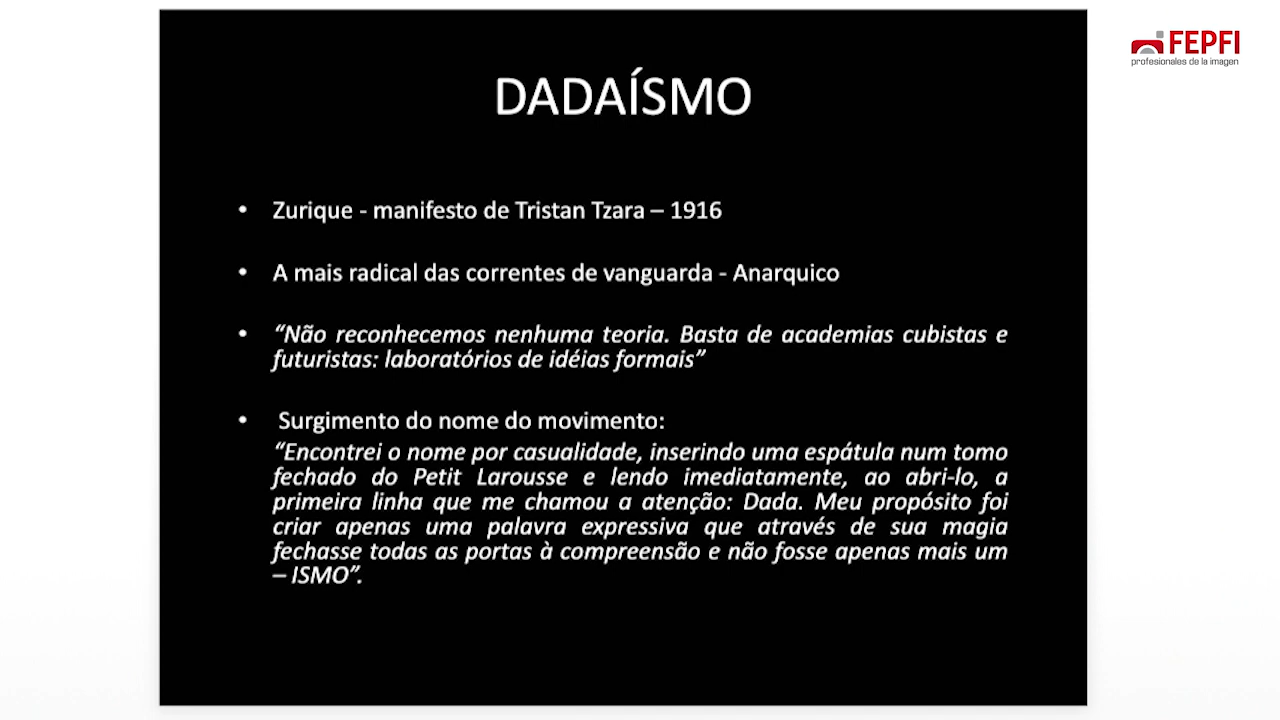 FEPFI
profesionales de la imagen
DADAÍSMO
• Zurique - manifesto de Tristan Tzara – 1916
• A mais radical das correntes de vanguarda - Anarquico
• “Não reconhecemos nenhuma teoria. Basta de academias cubistas e
futuristas: laboratórios de idéias formais”
• Surgimento do nome do movimento:
“Encontrei o nome por casualidade, inserindo uma espátula num tomo
fechado do Petit Larousse e lendo imediatamente, ao abri-lo, a
primeira linha que me chamou a atenção: Dada. Meu propósito foi
criar apenas uma palavra expressiva que através de sua magia
fechasse todas as portas à compreensão e não fosse apenas mais um
– ISMO”.